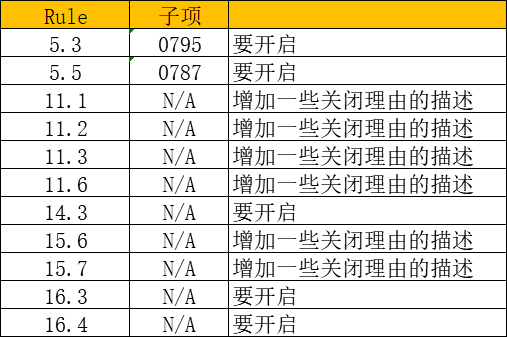 Rule 子项
5.3 0795 要开启
5.5 0787 要开启
11.1 N/A 增加一些关闭理由的描述
11.2 N/A 增加一些关闭理由的描述
11.3 N/A 增加一些关闭理由的描述
11.6 N/A 增加一些关闭理由的描述
14.3 N/A 要开启
15.6 N/A 增加一些关闭理由的描述
15.7 N/A 增加一些关闭理由的描述
16.3 N/A 要开启
16.4 N/A 要开启